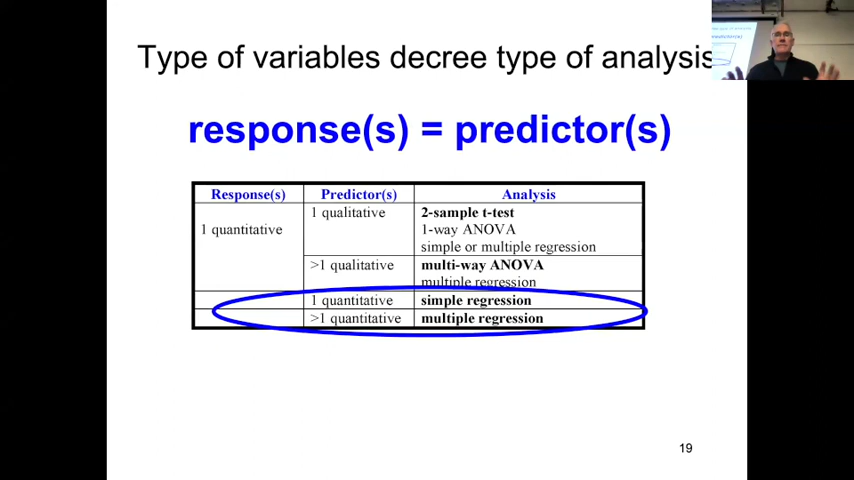 Type of variables decree type of analysis
response(s) = predictor(s)
Response(s) Predictor(s) Analysis
1 quantitative 1 qualitative 2-sample t-test
1-way ANOVA
simple or multiple regression
>1 qualitative multi-way ANOVA
multiple regression
1 quantitative simple regression
>1 quantitative multiple regression
19